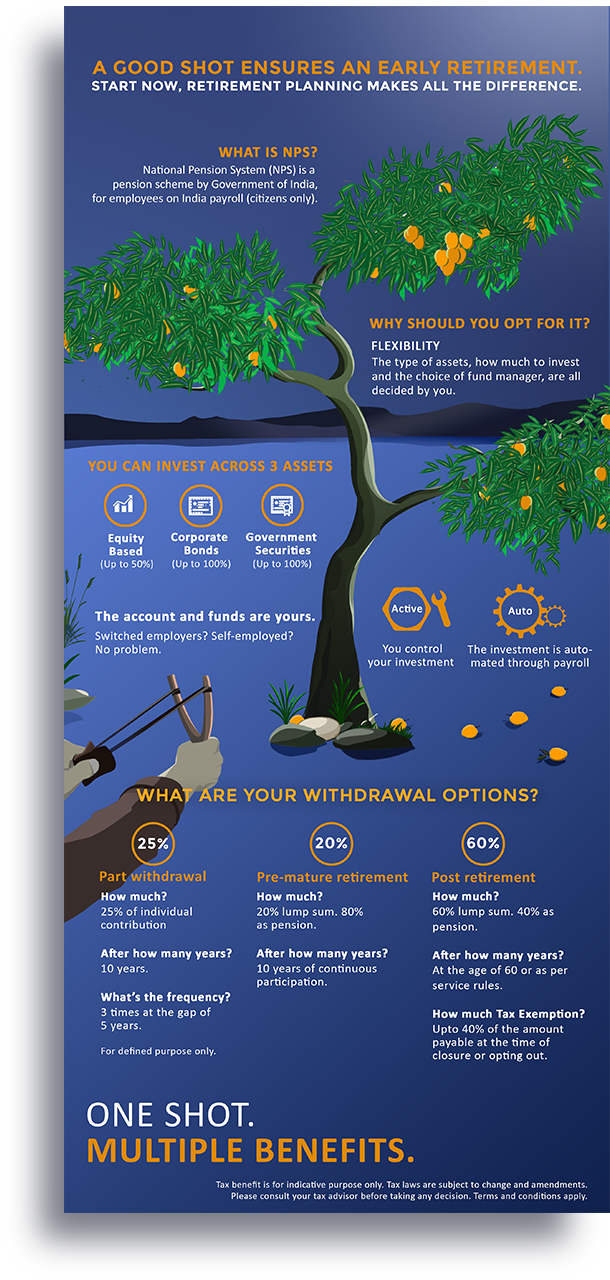 A GOOD SHOT ENSURES AN EARLY RETIREMENT.
START NOW, RETIREMENT PLANNING MAKES ALL THE DIFFERENCE.
WHAT IS NPS?
National Pension System (NPS) is a
pension scheme by Government of India,
for employees on India payroll (citizens only).
WHY SHOULD YOU OPT FOR IT?
FLEXIBILITY
The type of assets, how much to invest
and the choice of fund manager, are all
decided by you.
YOU CAN INVEST ACROSS 3 ASSETS
Equity
Based
(Up to 50%)
Corporate
Bonds
(Up to 100%)
Government
Securities
(Up to 100%)
The account and funds are yours.
Switched employers? Self-employed?
No problem.
Active
You control
your investment
Auto
The investment is auto-
mated through payroll
WHAT ARE YOUR WITHDRAWAL OPTIONS?
25%
Part withdrawal
How much?
25% of individual
contribution
After how many years?
10 years.
What's the frequency?
3 times at the gap of
5 years.
For defined purpose only.
20%
Pre-mature retirement
How much?
20% lump sum. 80%
as pension.
After how many years?
10 years of continuous
participation.
60%
Post retirement
How much?
60% lump sum. 40% as
pension.
After how many years?
At the age of 60 or as per
service rules.
How much Tax Exemption?
Upto 40% of the amount
payable at the time of
closure or opting out.
ONE SHOT.
MULTIPLE BENEFITS.
Tax benefit is for indicative purpose only. Tax laws are subject to change and amendments.
Please consult your tax advisor before taking any decision. Terms and conditions apply.